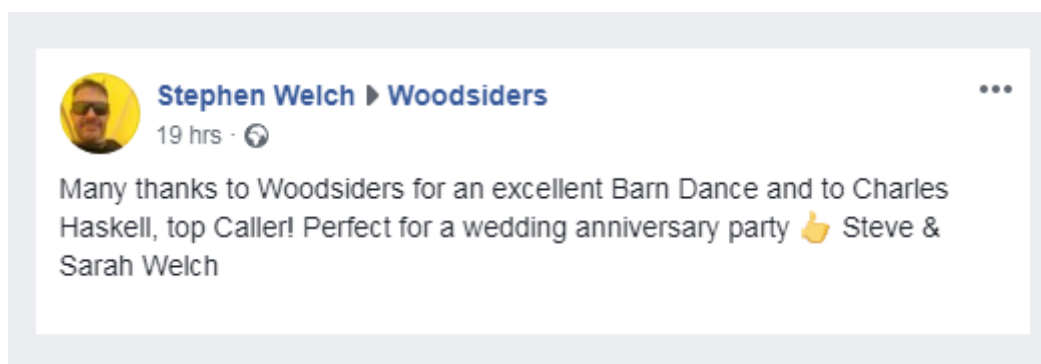 Stephen Welch ▶ Woodsiders
19 hrs ·
Many thanks to Woodsiders for an excellent Barn Dance and to Charles
Haskell, top Caller! Perfect for a wedding anniversary party 👍 Steve &
Sarah Welch